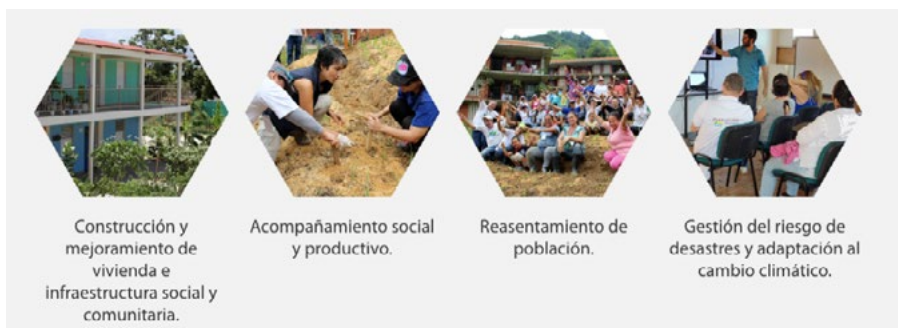 Construcción y
mejoramiento de
vivienda e
infraestructura social y
comunitaria.
Acompañamiento social
y productivo.
Reasentamiento de
población.
Gestión del riesgo de
desastres y adaptación al
cambio climático.